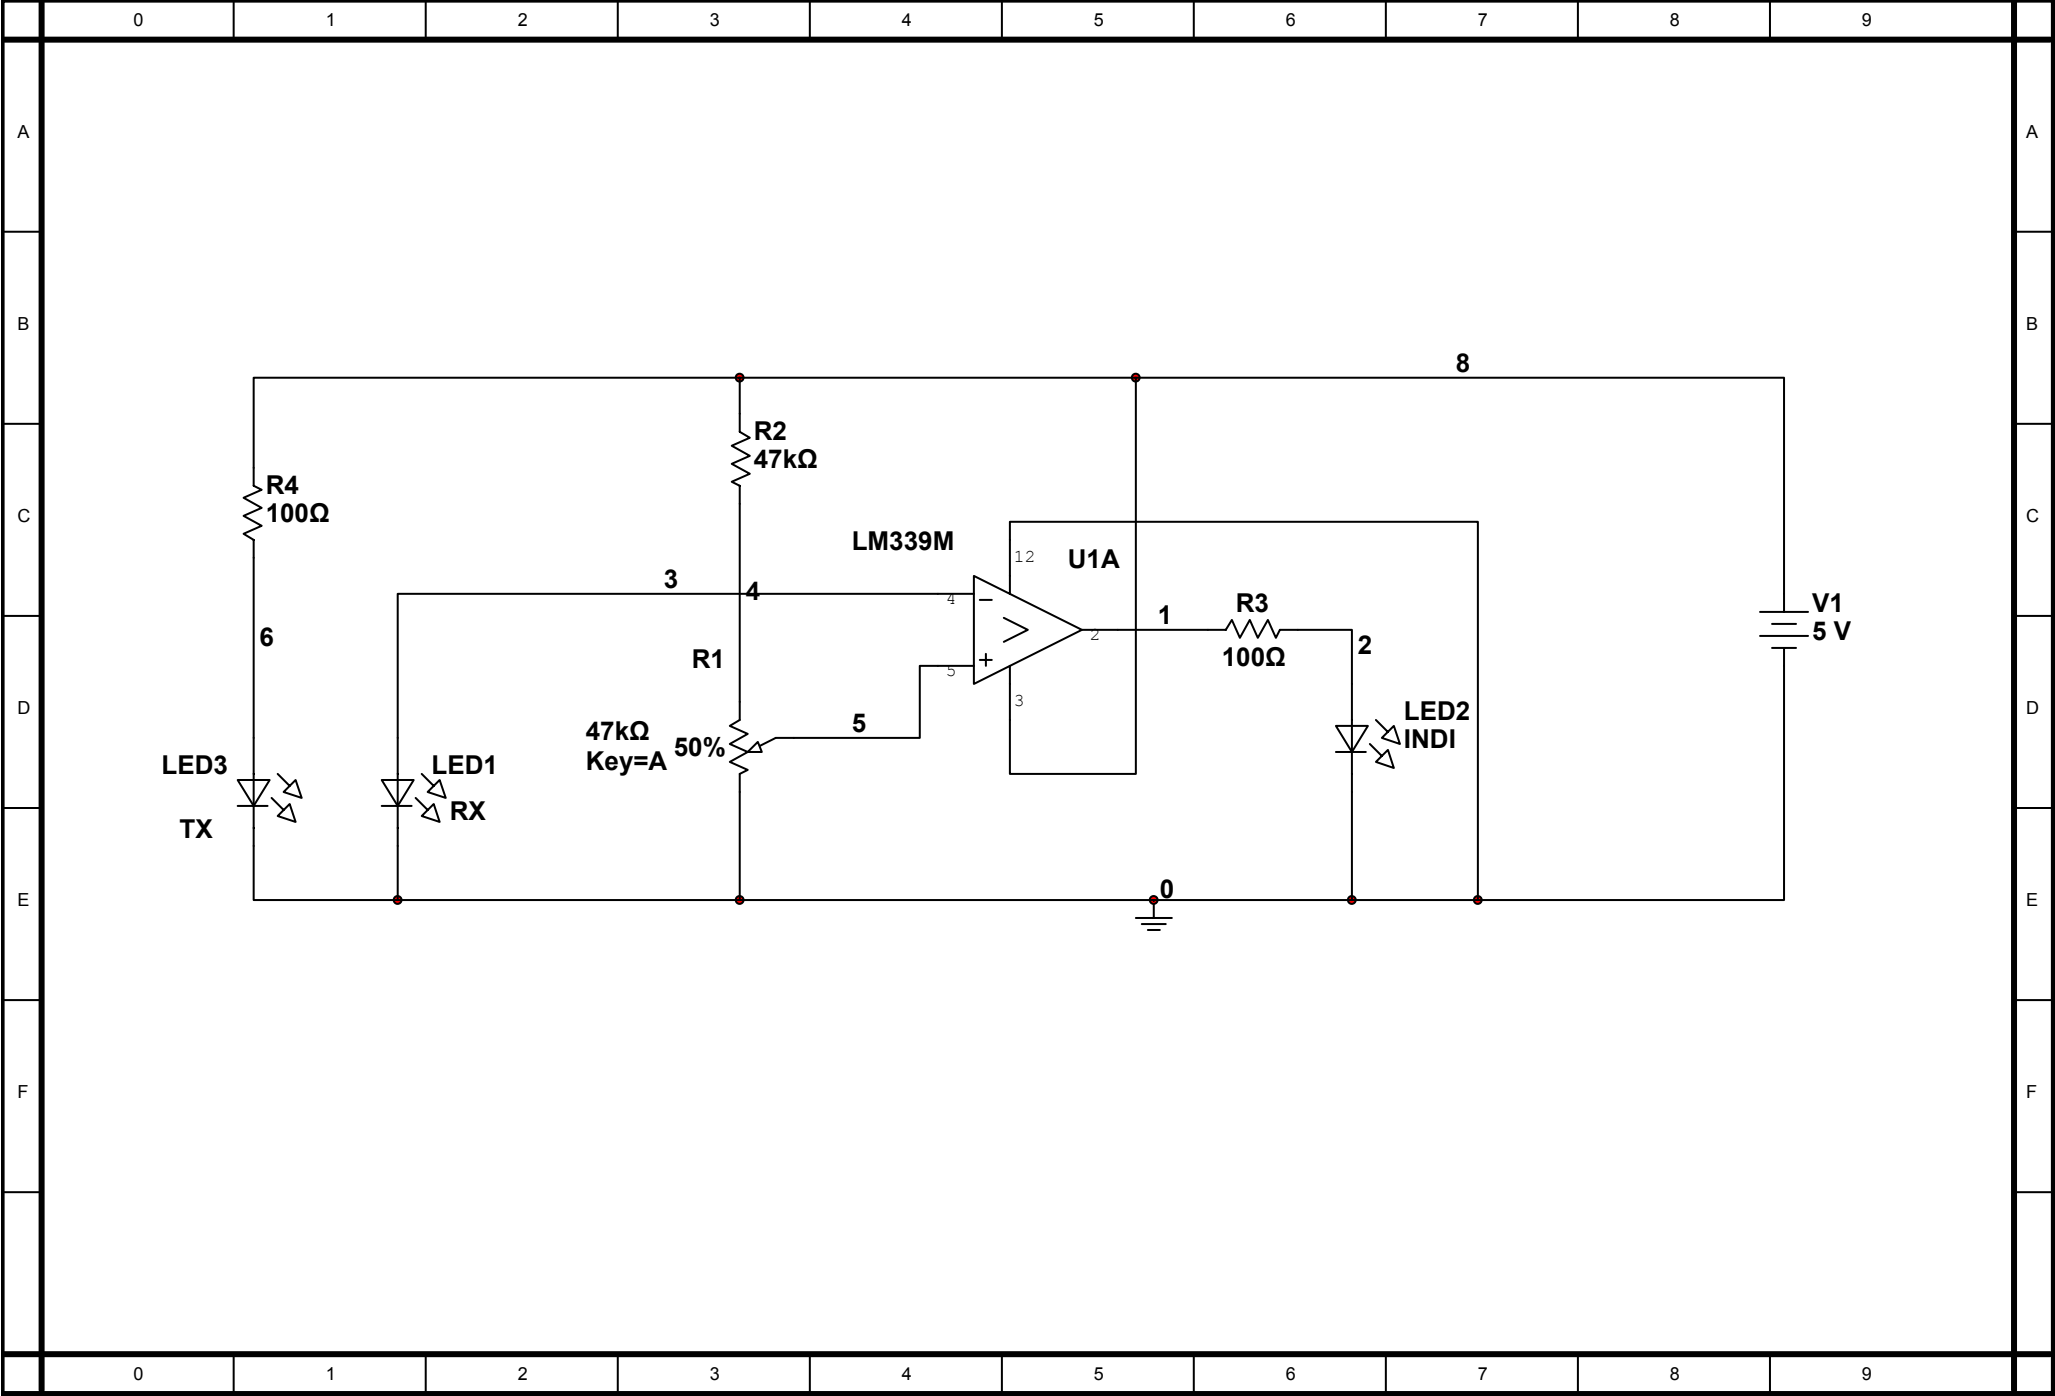 0 1 2 3 4 5 6 7 8 9
A A
B B
8
R2
47kΩ
R4
100Ω
C C
LM339M
12
U1A
3
4
4
R3
100Ω
1
2
2
V1
5 V
6
R1
5
3
D D
LED2
INDI
5
47kΩ
Key=A
50%
LED3
TX
LED1
RX
0
E E
F F
0 1 2 3 4 5 6 7 8 9